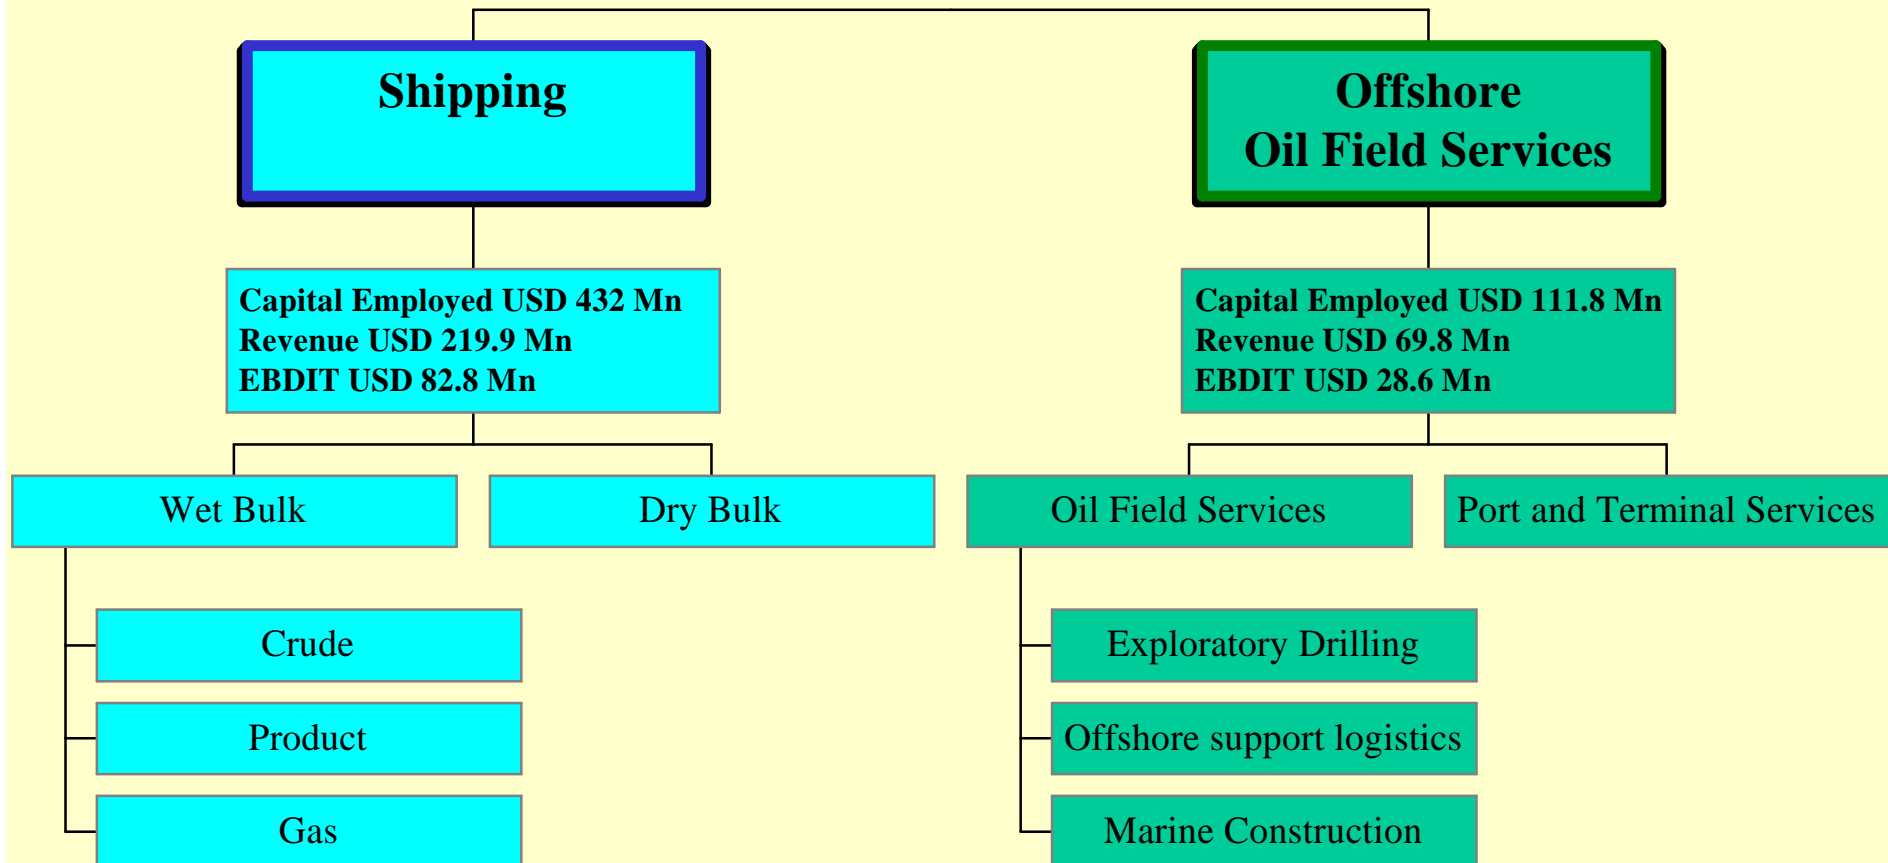 Shipping
Offshore
Oil Field Services
Capital Employed USD 432 Mn
Revenue USD 219.9 Mn
EBDIT USD 82.8 Mn
Capital Employed USD 111.8 Mn
Revenue USD 69.8 Mn
EBDIT USD 28.6 Mn
Wet Bulk
Dry Bulk
Oil Field Services
Port and Terminal Services
Crude
Product
Gas
Exploratory Drilling
Offshore support logistics
Marine Construction